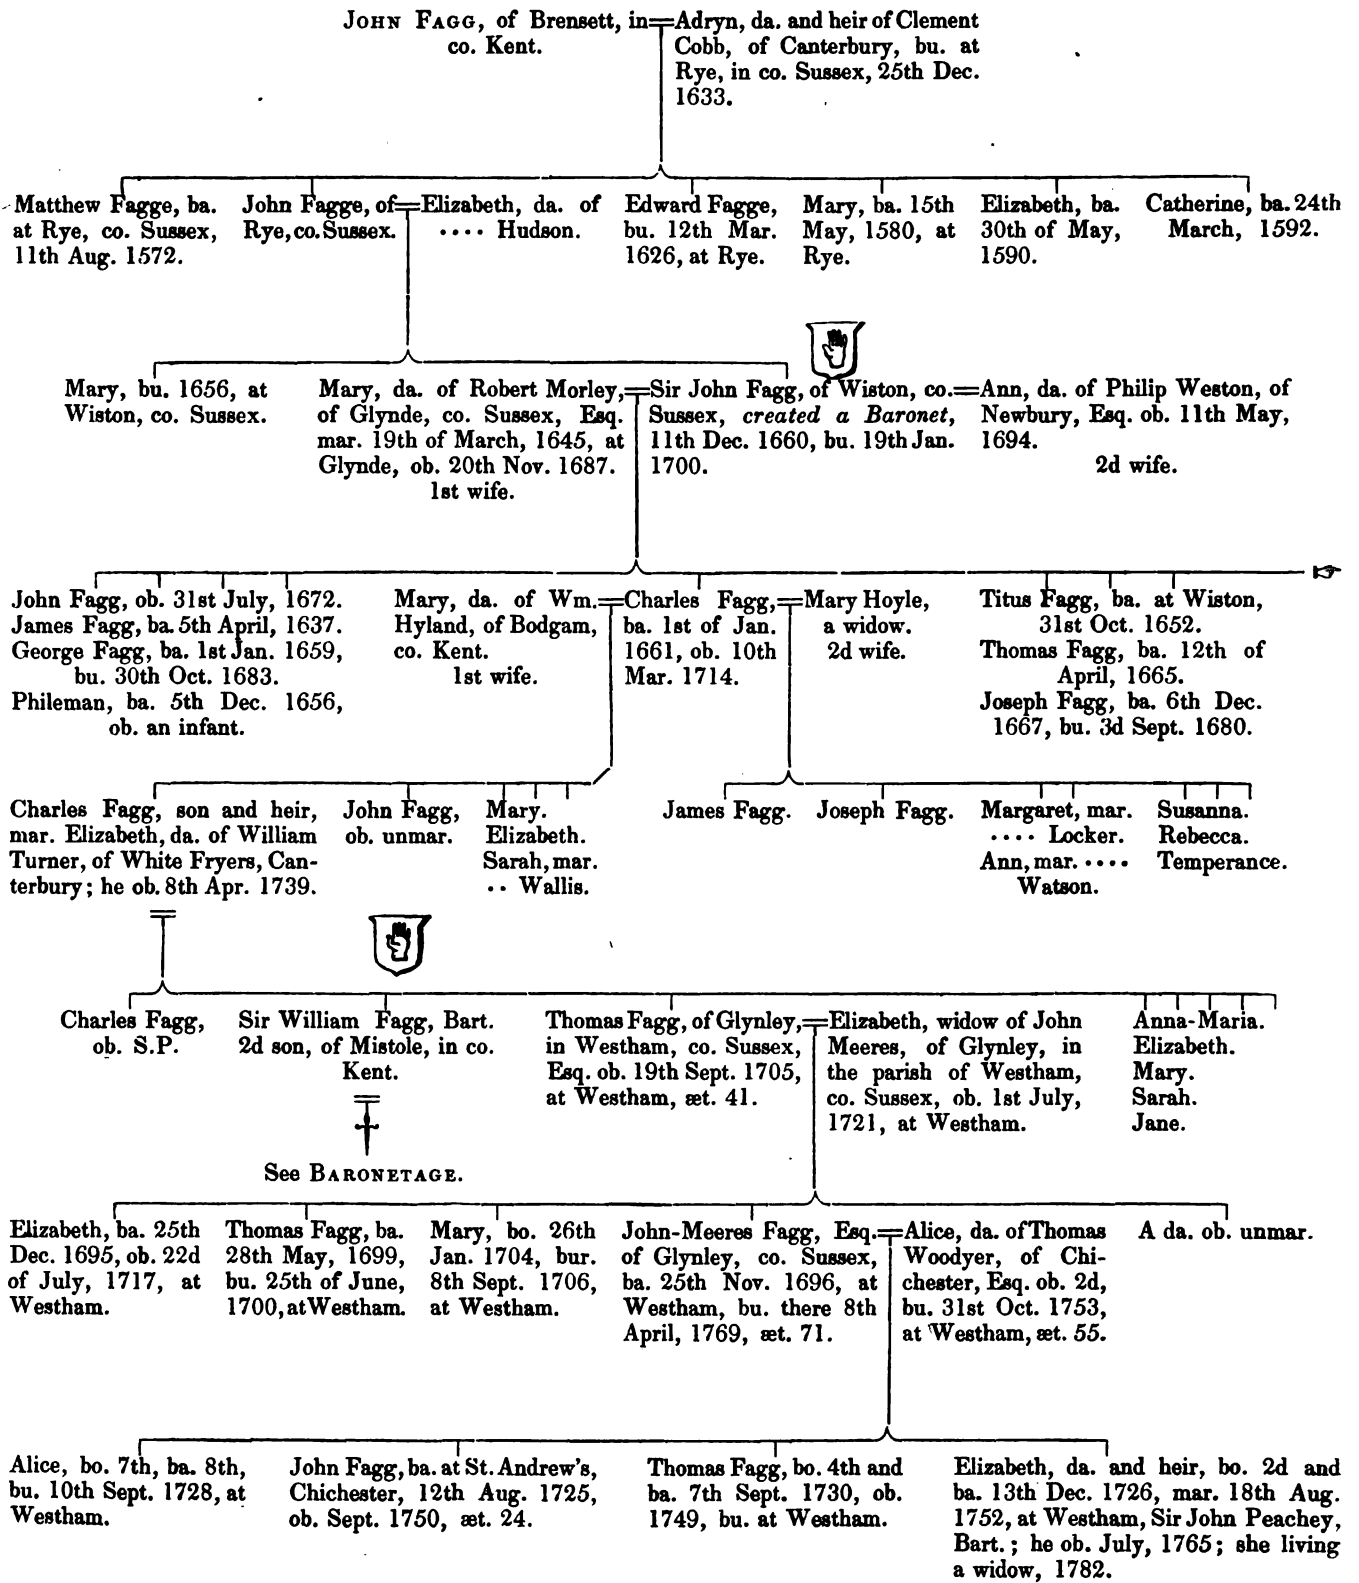 JOHN FAGG, of Brensett, in
co. Kent.
Adryn, da. and heir of Clement
Cobb, of Canterbury, bu. at
Rye, in co. Sussex, 25th Dec.
1633.
Matthew Fagge, ba.
at Rye, co. Sussex,
11th Aug. 1572.
John Fagge, of
Rye, co. Sussex.
Elizabeth, da. of
···· Hudson.
Edward Fagge,
bu. 12th Mar.
1626, at Rye.
Mary, ba. 15th
May, 1580, at
Rye.
Elizabeth, ba.
30th of May,
1590.
Catherine, ba. 24th
March, 1592.
Mary, bu. 1656, at
Wiston, co. Sussex.
Mary, da. of Robert Morley,
of Glynde, co. Sussex, Esq.
mar. 19th of March, 1645, at
Glynde, ob. 20th Nov. 1687.
1st wife.
Sir John Fagg, of Wiston, co.
Sussex, created a Baronet,
11th Dec. 1660, bu. 19th Jan.
1700.
Ann, da. of Philip Weston, of
Newbury, Esq. ob. 11th May,
1694.
2d wife.
John Fagg, ob. 31st July, 1672.
James Fagg, ba. 5th April, 1637.
George Fagg, ba. 1st Jan. 1659,
bu. 30th Oct. 1683.
Phileman, ba. 5th Dec. 1656,
ob. an infant.
Mary, da. of Wm.
Hyland, of Bodgam,
co. Kent.
1st wife.
Charles Fagg,
ba. 1st of Jan.
1661, ob. 10th
Mar. 1714.
Mary Hoyle,
a widow.
2d wife.
Titus Fagg, ba. at Wiston,
31st Oct. 1652.
Thomas Fagg, ba. 12th of
April, 1665.
Joseph Fagg, ba. 6th Dec.
1667, bu. 3d Sept. 1680.
Charles Fagg, son and heir,
mar. Elizabeth, da. of William
Turner, of White Fryers, Can-
terbury; he ob. 8th Apr. 1739.
John Fagg,
ob. unmar.
Mary.
Elizabeth.
Sarah, mar.
·· Wallis.
James Fagg.
Joseph Fagg.
Margaret, mar.
···· Locker.
Ann, mar. ····
Watson.
Susanna.
Rebecca.
Temperance.
Charles Fagg,
ob. S.P.
Sir William Fagg, Bart.
2d son, of Mistole, in co.
Kent.
See BARONETAGE.
Thomas Fagg, of Glynley,
in Westham, co. Sussex,
Esq. ob. 19th Sept. 1705,
at Westham, æt. 41.
Elizabeth, widow of John
Meeres, of Glynley, in
the parish of Westham,
co. Sussex, ob. 1st July,
1721, at Westham.
Anna-Maria.
Elizabeth.
Mary.
Sarah.
Jane.
Elizabeth, ba. 25th
Dec. 1695, ob. 22d
of July, 1717, at
Westham.
Thomas Fagg, ba.
28th May, 1699,
bu. 25th of June,
1700, at Westham.
Mary, bo. 26th
Jan. 1704, bur.
8th Sept. 1706,
at Westham.
John-Meeres Fagg, Esq.
of Glynley, co. Sussex,
ba. 25th Nov. 1696, at
Westham, bu. there 8th
April, 1769, æt. 71.
Alice, da. of Thomas
Woodyer, of Chi-
chester, Esq. ob. 2d,
bu. 31st Oct. 1753,
at Westham, æt. 55.
A da. ob. unmar.
Alice, bo. 7th, ba. 8th,
bu. 10th Sept. 1728, at
Westham.
John Fagg, ba. at St. Andrew's,
Chichester, 12th Aug. 1725,
ob. Sept. 1750, æt. 24.
Thomas Fagg, bo. 4th and
ba. 7th Sept. 1730, ob.
1749, bu. at Westham.
Elizabeth, da. and heir, bo. 2d and
ba. 13th Dec. 1726, mar. 18th Aug.
1752, at Westham, Sir John Peachey,
Bart.; he ob. July, 1765; she living
a widow, 1782.